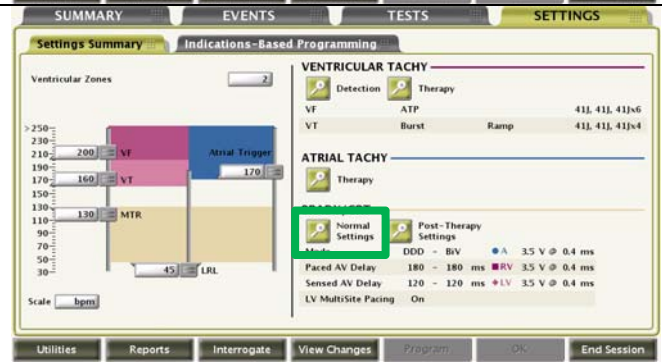 SUMMARY EVENTS TESTS SETTINGS
Settings Summary Indications-Based Programming
Ventricular Zones 2
>250
230
210
190
170
150
130
110
90
70
50
30
200 VF
160 VT
130 MTR
45 LRL
Atrial Trigger
170
Scale bpm
VENTRICULAR TACHY
Detection Therapy
VF ATP 41J, 41J, 41Jx6
VT Burst Ramp 41J, 41J, 41Jx4
ATRIAL TACHY
Therapy
Normal Settings Post-Therapy Settings
DDD - BiV A 3.5 V @ 0.4 ms
Paced AV Delay 180 - 180 ms RV 3.5 V @ 0.4 ms
Sensed AV Delay 120 - 120 ms LV 3.5 V @ 0.4 ms
LV MultiSite Pacing On
Utilities Reports Interrogate View Changes Program OK End Session